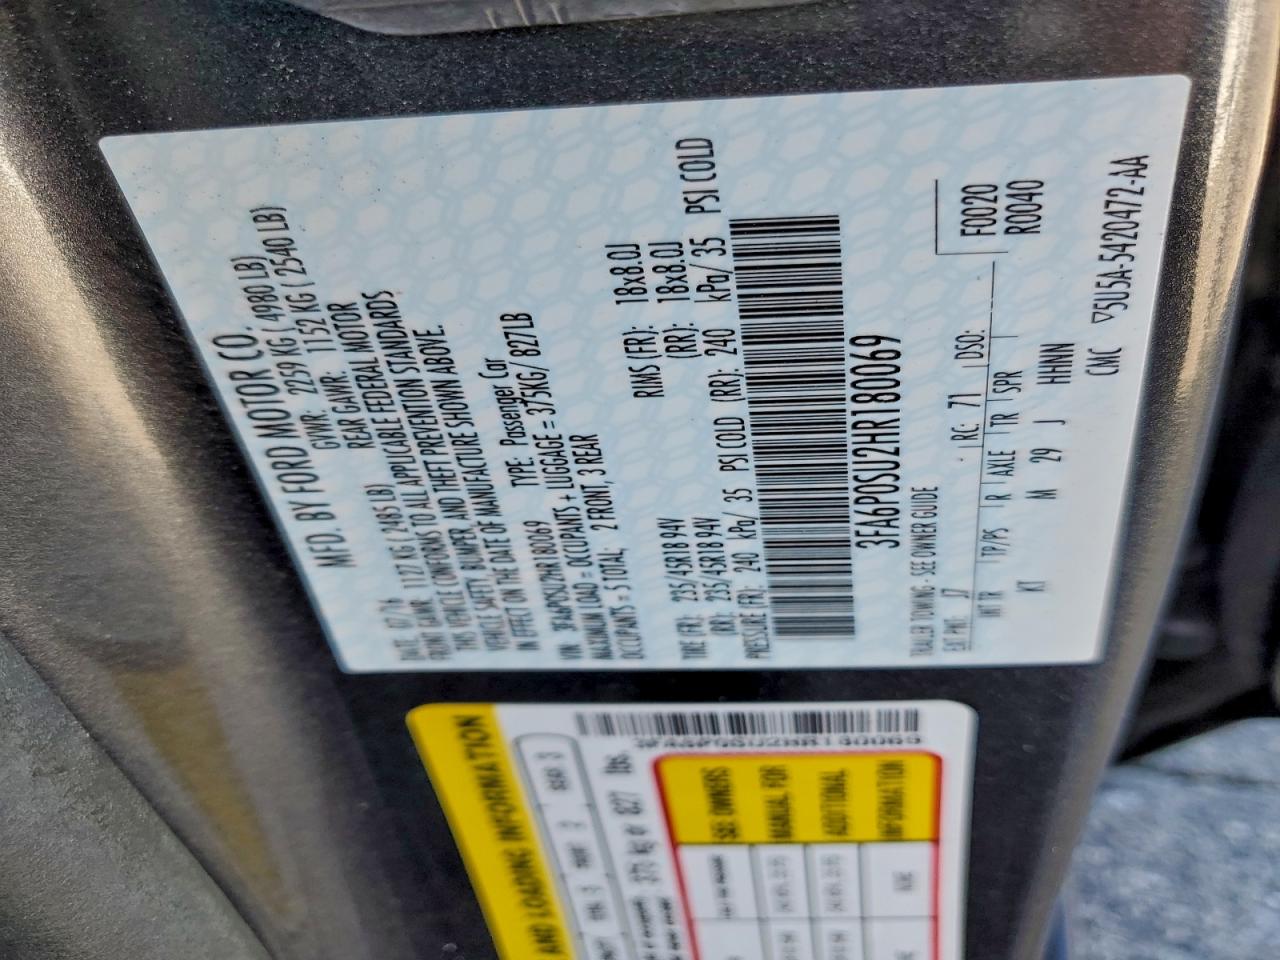 MFD. BY FORD MOTOR CO.
DATE: 07/16 GVWR: 2259 KG ( 4980 LB)
FRONT GAWR: 1127 KG ( 2485 LB) REAR GAWR: 1152 KG ( 2540 LB)
THIS VEHICLE CONFORMS TO ALL APPLICABLE FEDERAL MOTOR
VEHICLE SAFETY, BUMPER, AND THEFT PREVENTION STANDARDS
IN EFFECT ON THE DATE OF MANUFACTURE SHOWN ABOVE.
VIN: 3FA6P0SU2HR180069 TYPE: Passenger Car
MAXIMUM LOAD = OCCUPANTS + LUGGAGE = 375KG/ 827LB
OCCUPANTS = 5 TOTAL; 2 FRONT, 3 REAR
TIRE (FR): 235/45R18 94V RIMS (FR): 18x8.0J
(RR): 235/45R18 94V (RR): 18x8.0J
PRESSURE (FR): 240 kPa/ 35 PSI COLD (RR): 240 kPa/ 35 PSI COLD
3FA6P0SU2HR180069
TRAILER TOWING - SEE OWNER GUIDE
F0020
R0040
EXT PNT: J7 RC: 71 DSO:
INT TR TP/PS R AXLE TR SPR
KT M 29 J HHNN
CMC ▽5U5A-5420472-AA
AND LOADING INFORMATION
SEAT 3
827 lbs.
SEE OWNERS
MANUAL FOR
ADDITIONAL
INFORMATION